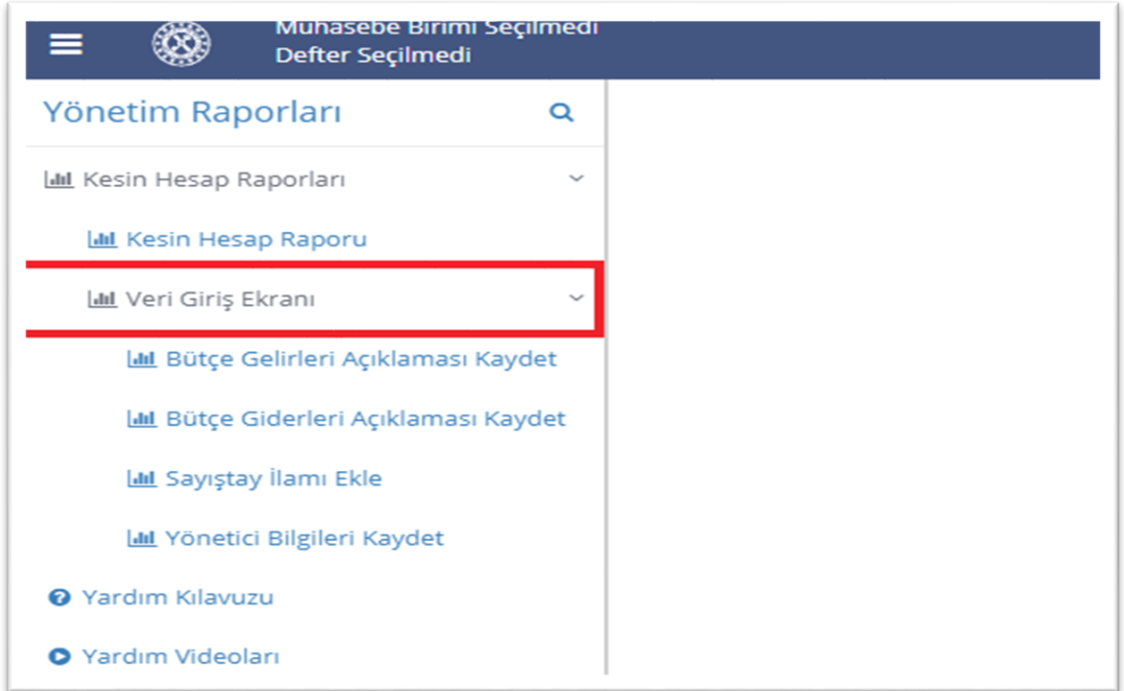 Muhasebe Birimi Seçilmedi
Defter Seçilmedi
Yönetim Raporları
Kesin Hesap Raporları
Kesin Hesap Raporu
Veri Giriş Ekranı
Bütçe Gelirleri Açıklaması Kaydet
Bütçe Giderleri Açıklaması Kaydet
Sayıştay İlamı Ekle
Yönetici Bilgileri Kaydet
Yardım Kılavuzu
Yardım Videoları